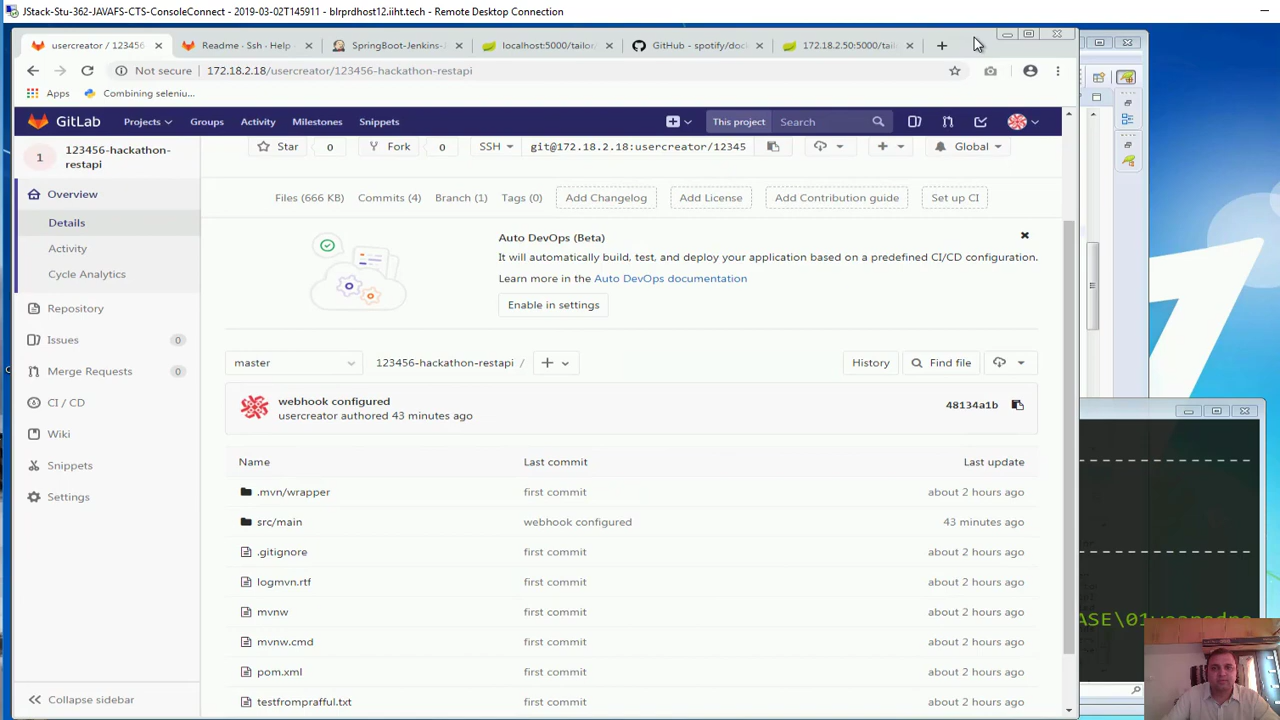 JStack-Stu-362-JAVAFS-CTS-ConsoleConnect - 2019-03-02T145911 - blrprdhost12.iiht.tech - Remote Desktop Connection
usercreator / 123456
Readme · Ssh · Help
SpringBoot-Jenkins-
localhost:5000/tailor
GitHub - spotify/doc
172.18.2.50:5000/tail
Not secure 172.18.2.18/usercreator/123456-hackathon-restapi
Apps
Combining seleniu...
GitLab Projects Groups Activity Milestones Snippets This project Search
1
123456-hackathon-restapi
Star 0 Fork 0 SSH git@172.18.2.18:usercreator/12345 Global
Overview
Details
Activity
Cycle Analytics
Repository
Issues 0
Merge Requests 0
CI / CD
Wiki
Snippets
Settings
Collapse sidebar
Files (666 KB) Commits (4) Branch (1) Tags (0) Add Changelog Add License Add Contribution guide Set up CI
Auto DevOps (Beta)
It will automatically build, test, and deploy your application based on a predefined CI/CD configuration.
Learn more in the Auto DevOps documentation
Enable in settings
master 123456-hackathon-restapi / History Find file
webhook configured
usercreator authored 43 minutes ago
48134a1b
Name Last commit Last update
.mvn/wrapper first commit about 2 hours ago
src/main webhook configured 43 minutes ago
.gitignore first commit about 2 hours ago
logmvn.rtf first commit about 2 hours ago
mvnw first commit about 2 hours ago
mvnw.cmd first commit about 2 hours ago
pom.xml first commit about 2 hours ago
testfromprafful.txt first commit about 2 hours ago